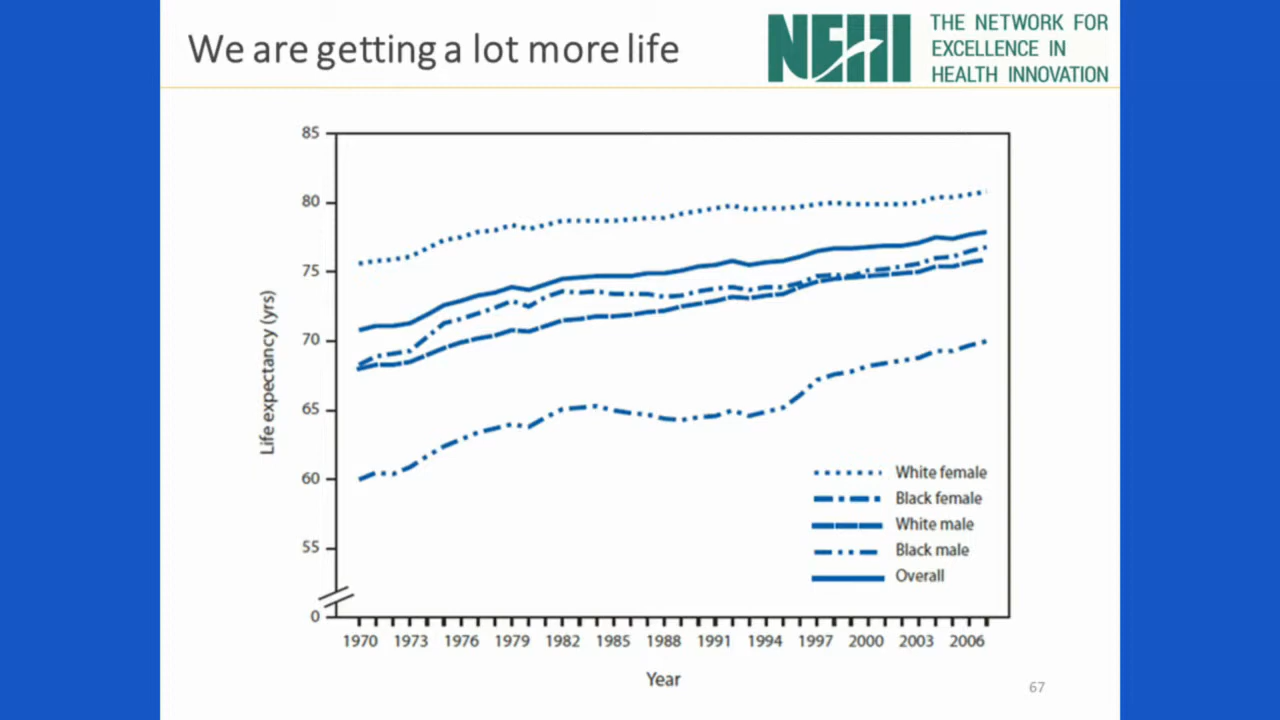 We are getting a lot more life
NEHI
THE NETWORK FOR
EXCELLENCE IN
HEALTH INNOVATION
85
80
75
70
65
60
55
0
Life expectancy (yrs)
White female
Black female
White male
Black male
Overall
1970 1973 1976 1979 1982 1985 1988 1991 1994 1997 2000 2003 2006
Year
67